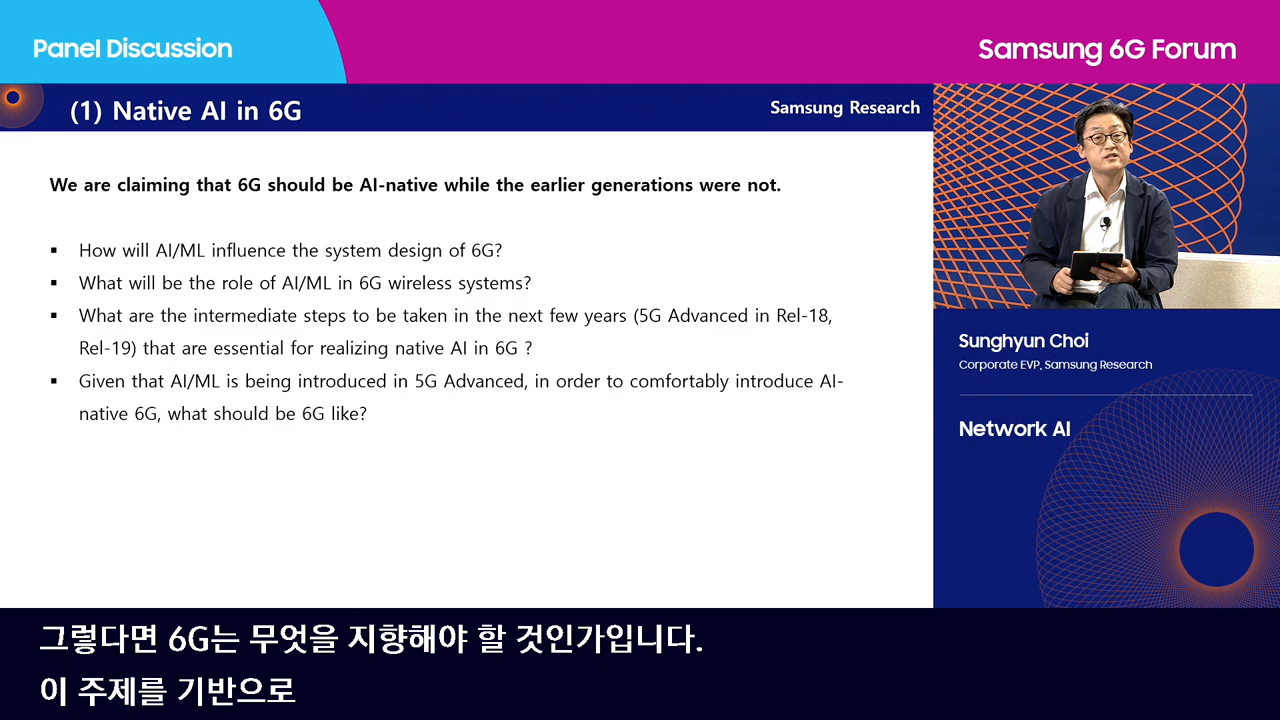 Panel Discussion
Samsung 6G Forum
(1) Native AI in 6G
Samsung Research
We are claiming that 6G should be AI-native while the earlier generations were not.
▪ How will AI/ML influence the system design of 6G?
▪ What will be the role of AI/ML in 6G wireless systems?
▪ What are the intermediate steps to be taken in the next few years (5G Advanced in Rel-18,
Rel-19) that are essential for realizing native AI in 6G ?
▪ Given that AI/ML is being introduced in 5G Advanced, in order to comfortably introduce AI-
native 6G, what should be 6G like?
Sunghyun Choi
Corporate EVP, Samsung Research
Network AI
그렇다면 6G는 무엇을 지향해야 할 것인가입니다.
이 주제를 기반으로